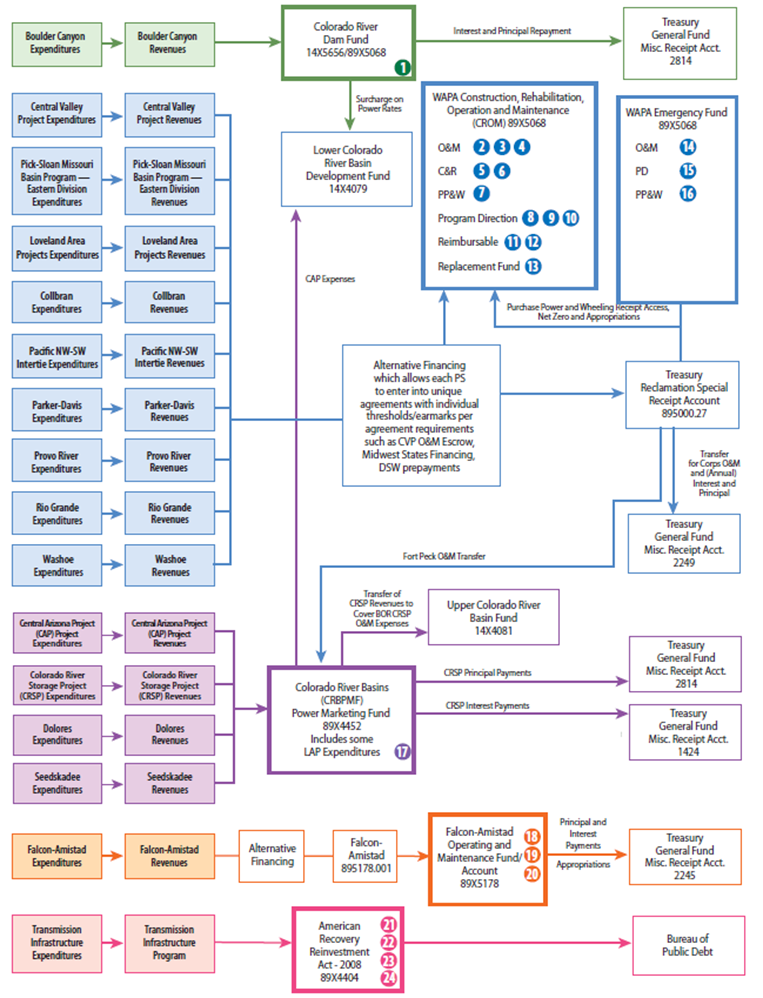 Boulder Canyon
Expenditures
Boulder Canyon
Revenues
Colorado River
Dam Fund
14X5656/89X5068
1
Interest and Principal Repayment
Treasury
General Fund
Misc. Receipt Acct.
2814
Surcharge on
Power Rates
Lower Colorado
River Basin
Development Fund
14X4079
CAP Expenses
WAPA Construction, Rehabilitation,
Operation and Maintenance
(CROM) 89X5068
O&M 2 3 4
C&R 5 6
PP&W 7
Program Direction 8 9 10
Reimbursable 11 12
Replacement Fund 13
WAPA Emergency Fund
89X5068
O&M 14
PD 15
PP&W 16
Purchase Power and Wheeling Receipt Access,
Net Zero and Appropriations
Central Valley
Project Expenditures
Central Valley
Project Revenues
Pick-Sloan Missouri
Basin Program —
Eastern Division
Expenditures
Pick-Sloan Missouri
Basin Program —
Eastern Division
Revenues
Loveland Area
Projects Expenditures
Loveland Area
Projects Revenues
Collbran
Expenditures
Collbran
Revenues
Pacific NW-SW
Intertie Expenditures
Pacific NW-SW
Intertie Revenues
Parker-Davis
Expenditures
Parker-Davis
Revenues
Provo River
Expenditures
Provo River
Revenues
Rio Grande
Expenditures
Rio Grande
Revenues
Washoe
Expenditures
Washoe
Revenues
Alternative Financing
which allows each PS
to enter into unique
agreements with individual
thresholds/earmarks per
agreement requirements
such as CVP O&M Escrow,
Midwest States Financing,
DSW prepayments
Treasury
Reclamation Special
Receipt Account
895000.27
Transfer
for Corps O&M
and (Annual)
Interest and
Principal
Treasury
General Fund
Misc. Receipt Acct.
2249
Fort Peck O&M Transfer
Transfer of
CRSP Revenues to
Cover BOR CRSP
O&M Expenses
Upper Colorado River
Basin Fund
14X4081
Central Arizona Project
(CAP) Project
Expenditures
Central Arizona Project
(CAP) Project
Revenues
Colorado River
Storage Project
(CRSP) Expenditures
Colorado River
Storage Project
(CRSP) Revenues
Dolores
Expenditures
Dolores
Revenues
Seedskadee
Expenditures
Seedskadee
Revenues
Colorado River Basins
(CRBPMF)
Power Marketing Fund
89X4452
Includes some
LAP Expenditures 17
CRSP Principal Payments
Treasury
General Fund
Misc. Receipt Acct.
2814
CRSP Interest Payments
Treasury
General Fund
Misc. Receipt Acct.
1424
Falcon-Amistad
Expenditures
Falcon-Amistad
Revenues
Alternative
Financing
Falcon-
Amistad
895178.001
Falcon-Amistad 18
Operating and
Maintenance Fund/ 19
Account
89X5178 20
Principal and
Interest
Payments
Appropriations
Treasury
General Fund
Misc. Receipt Acct.
2245
Transmission
Infrastructure
Expenditures
Transmission
Infrastructure
Program
American 21
Recovery 22
Reinvestment
Act - 2008 23
89X4404 24
Bureau of
Public Debt